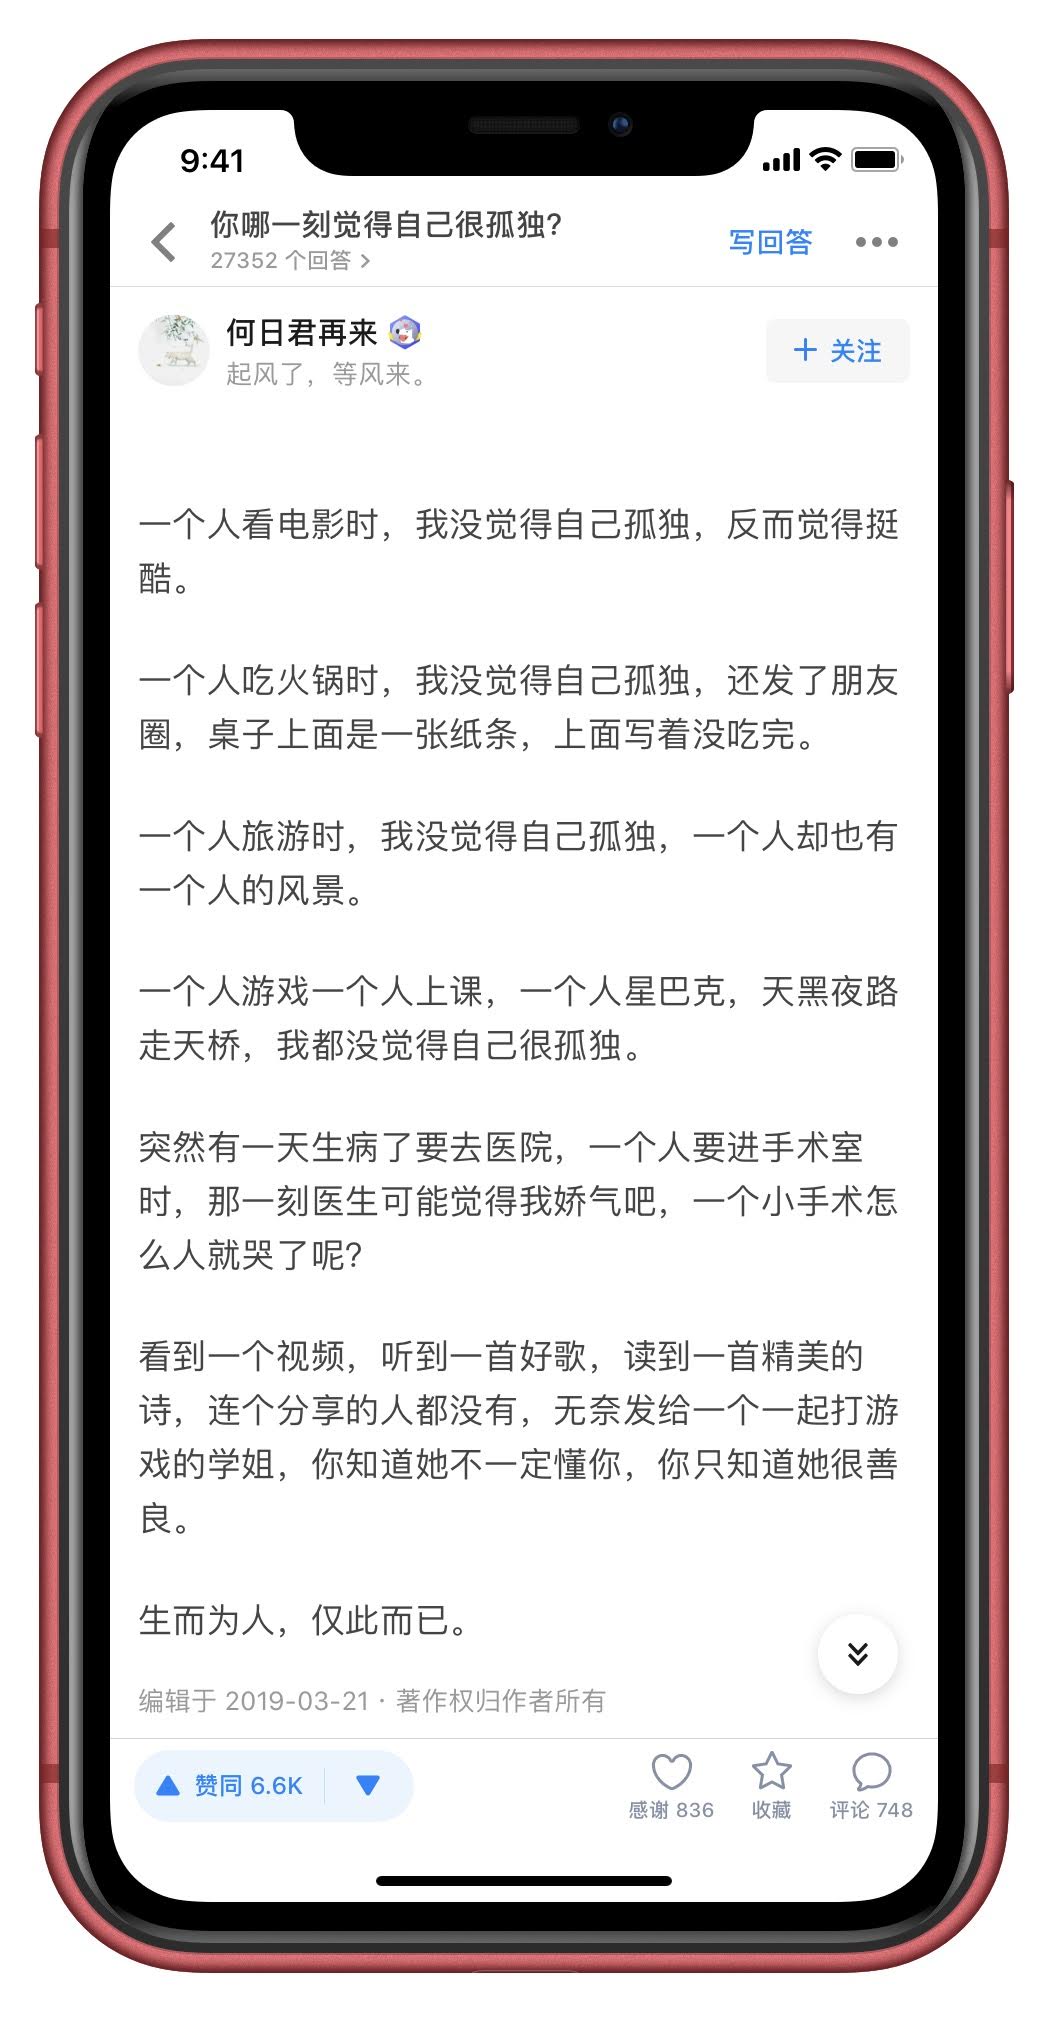 9:41
你哪一刻觉得自己很孤独?
27352 个回答 >
写回答
何日君再来
起风了，等风来。
+ 关注
一个人看电影时，我没觉得自己孤独，反而觉得挺
酷。
一个人吃火锅时，我没觉得自己孤独，还发了朋友
圈，桌子上面是一张纸条，上面写着没吃完。
一个人旅游时，我没觉得自己孤独，一个人却也有
一个人的风景。
一个人游戏一个人上课，一个人星巴克，天黑夜路
走天桥，我都没觉得自己很孤独。
突然有一天生病了要去医院，一个人要进手术室
时，那一刻医生可能觉得我娇气吧，一个小手术怎
么人就哭了呢?
看到一个视频，听到一首好歌，读到一首精美的
诗，连个分享的人都没有，无奈发给一个一起打游
戏的学姐，你知道她不一定懂你，你只知道她很善
良。
生而为人，仅此而已。
编辑于 2019-03-21 · 著作权归作者所有
赞同 6.6K
感谢 836
收藏
评论 748